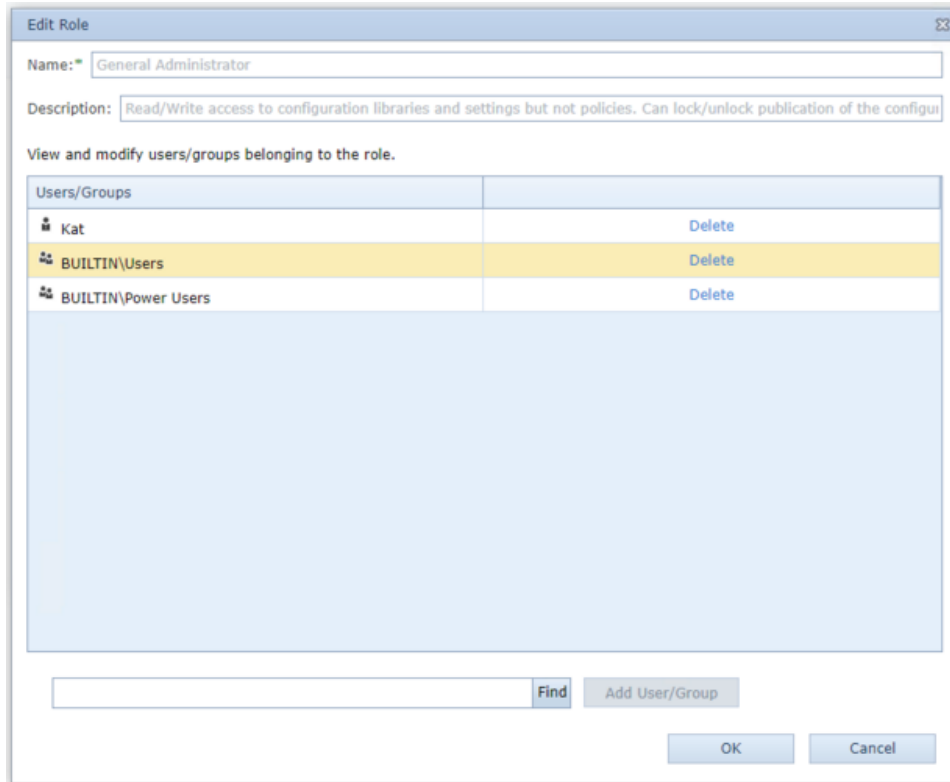 Edit Role
Name:* General Administrator
Description: Read/Write access to configuration libraries and settings but not policies. Can lock/unlock publication of the
View and modify users/groups belonging to the role.
Users/Groups
Kat Delete
BUILTIN\Users Delete
BUILTIN\Power Users Delete
Find Add User/Group
OK Cancel